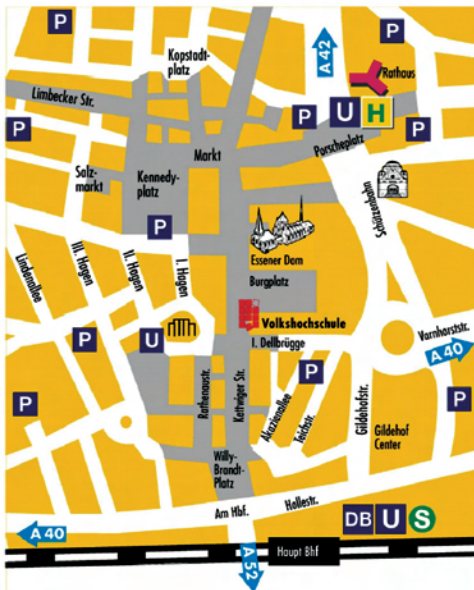 P
Kopstadt-
platz
A 42
P
Rathaus
Limbecker Str.
P
U
H
P
P
Porscheplatz
Markt
Salz-
markt
Kennedy-
platz
Schützenbahn
P
Essener Dom
Lindenallee
III. Hagen
II. Hagen
I. Hagen
Burgplatz
Volkshochschule
U
P
I. Dellbrügge
Varnhorststr.
A 40
P
Rathenaustr.
Kettwiger Str.
Akazienallee
Teichstr.
Gildehofstr.
P
P
Gildehof
Center
Willy-
Brandt-
Platz
Am Hbf.
Hollestr.
DB
U
S
A 40
Haupt Bhf
A 52